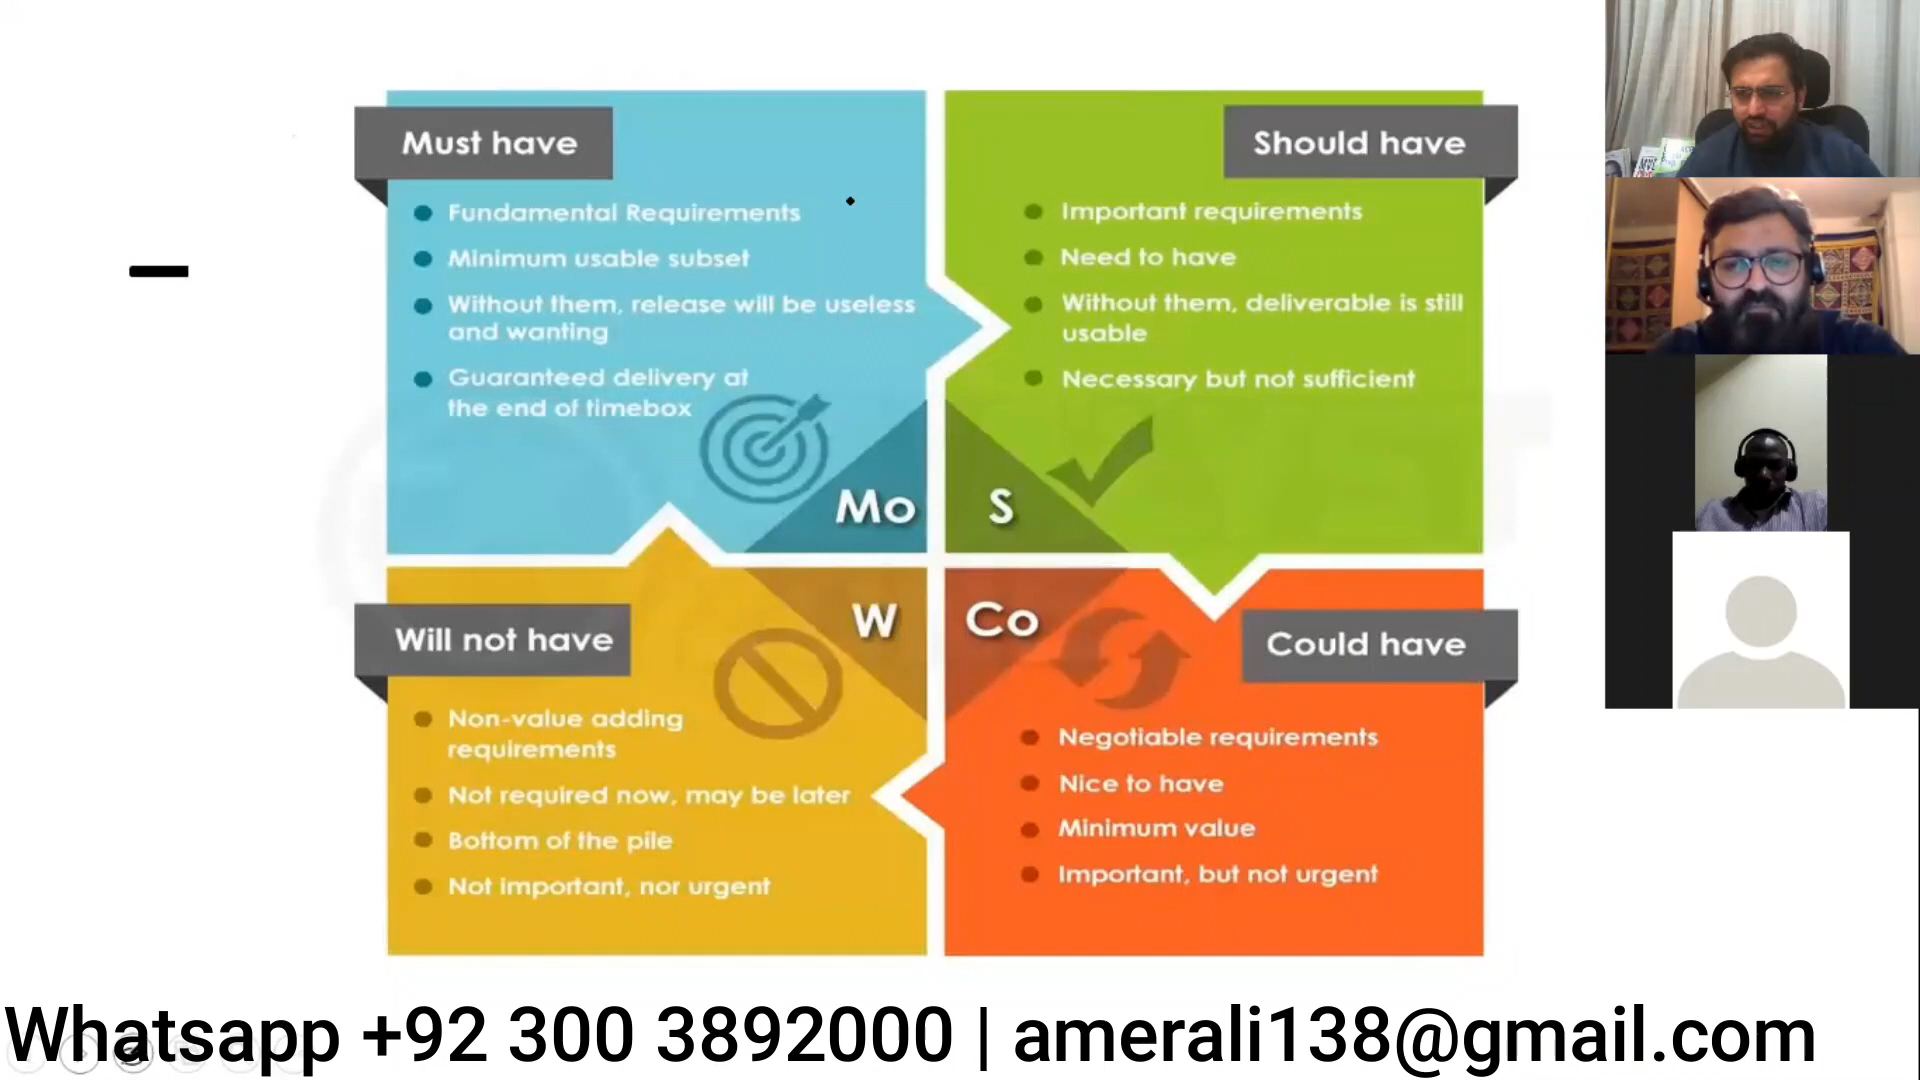 Must have
Fundamental Requirements
Minimum usable subset
Without them, release will be useless
and wanting
Guaranteed delivery at
the end of timebox
Mo
Should have
Important requirements
Need to have
Without them, deliverable is still
usable
Necessary but not sufficient
S
Will not have
W
Non-value adding
requirements
Not required now, may be later
Bottom of the pile
Not important, nor urgent
Co
Could have
Negotiable requirements
Nice to have
Minimum value
Important, but not urgent
Whatsapp +92 300 3892000 | amerali138@gmail.com